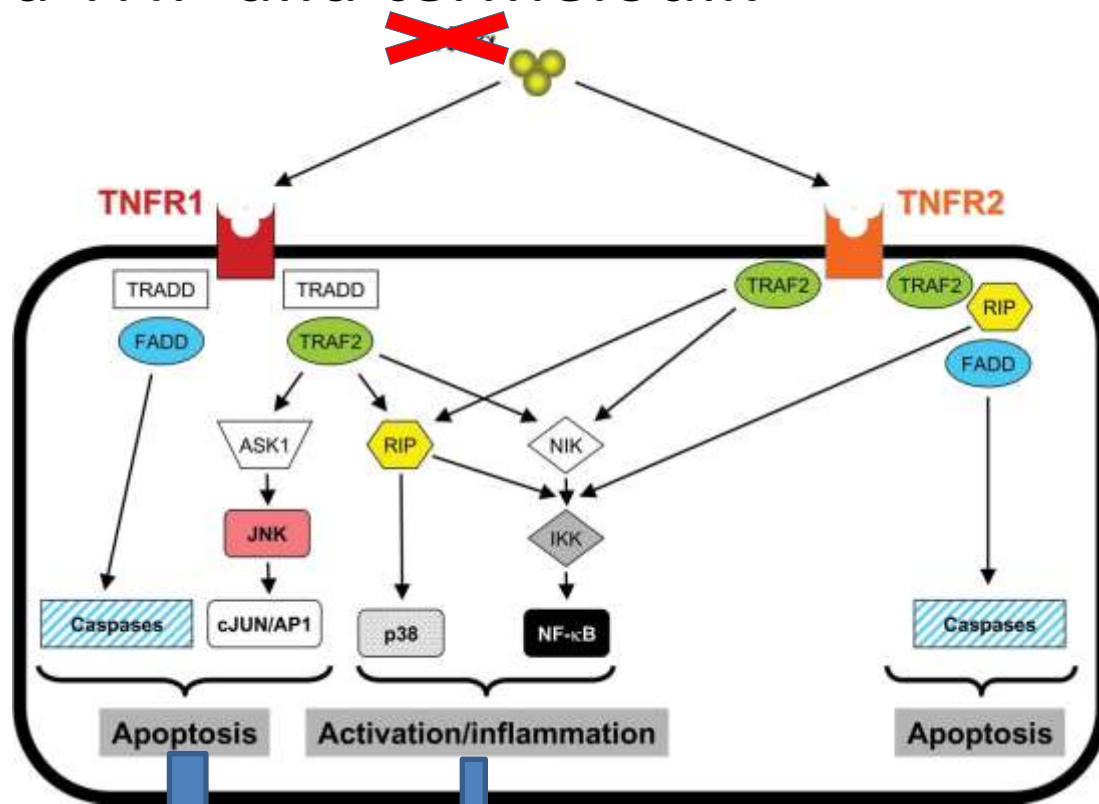 TNFR1
TNFR2
TRADD
TRADD
TRAF2
TRAF2
RIP
FADD
TRAF2
FADD
ASK1
RIP
NIK
JNK
IKK
Caspases
cJUN/AP1
p38
NF-κB
Caspases
Apoptosis
Activation/inflammation
Apoptosis